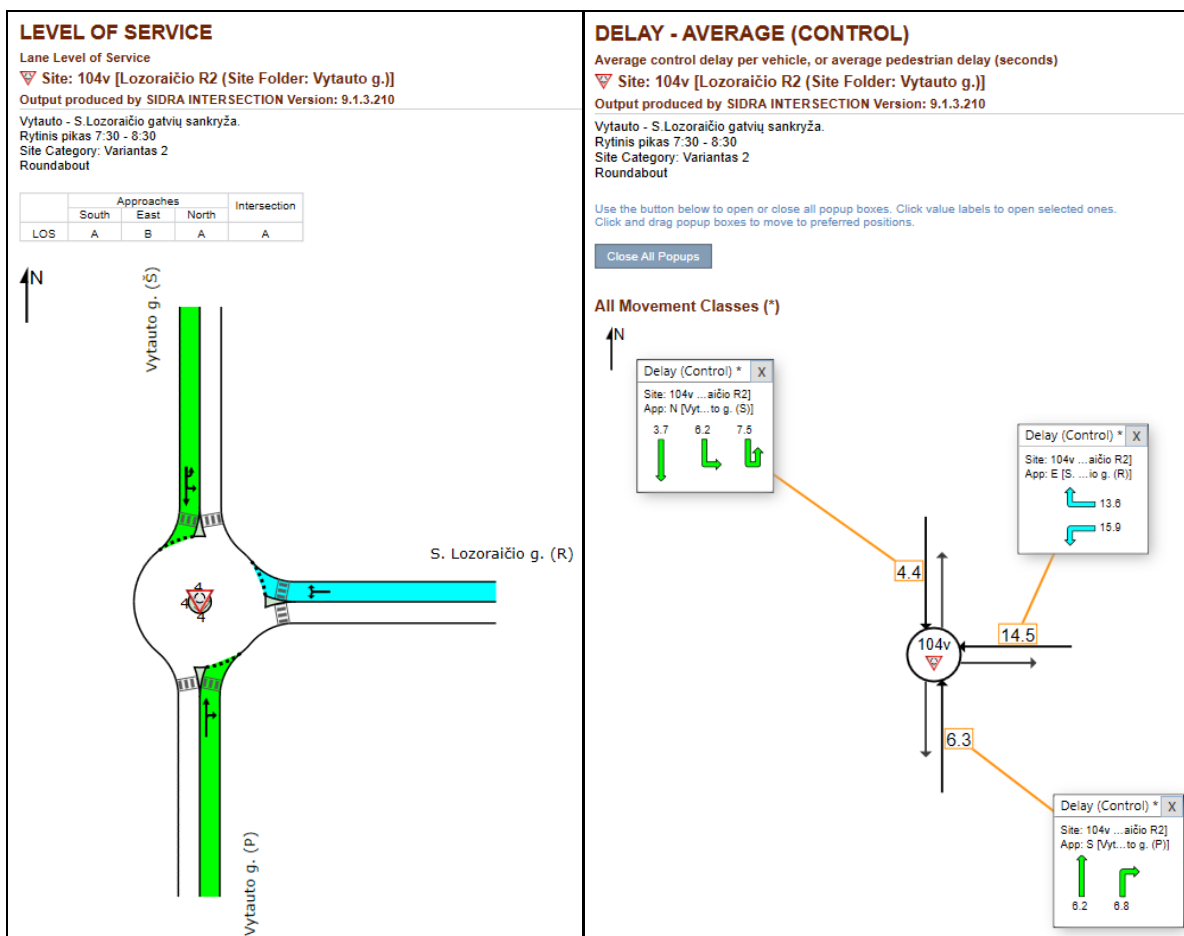 LEVEL OF SERVICE
Lane Level of Service
Site: 104v [Lozoraičio R2 (Site Folder: Vytauto g.)]
Output produced by SIDRA INTERSECTION Version: 9.1.3.210
Vytauto - S.Lozoraičio gatvių sankryža.
Rytinis pikas 7:30 - 8:30
Site Category: Variantas 2
Roundabout
Approaches Intersection
South East North
LOS A B A A
N
Vytauto g. (Š)
S. Lozoraičio g. (R)
4
4
4
Vytauto g. (P)
DELAY - AVERAGE (CONTROL)
Average control delay per vehicle, or average pedestrian delay (seconds)
Site: 104v [Lozoraičio R2 (Site Folder: Vytauto g.)]
Output produced by SIDRA INTERSECTION Version: 9.1.3.210
Vytauto - S.Lozoraičio gatvių sankryža.
Rytinis pikas 7:30 - 8:30
Site Category: Variantas 2
Roundabout
Use the button below to open or close all popup boxes. Click value labels to open selected ones.
Click and drag popup boxes to move to preferred positions.
Close All Popups
All Movement Classes (*)
N
Delay (Control) * X
Site: 104v ...aičio R2]
App: N [Vyt...to g. (Š)]
3.7 6.2 7.5
Delay (Control) * X
Site: 104v ...aičio R2]
App: E [S. ...io g. (R)]
13.6
15.9
4.4
14.5
104v
6.3
Delay (Control) * X
Site: 104v ...aičio R2]
App: S [Vyt...to g. (P)]
6.2 6.8